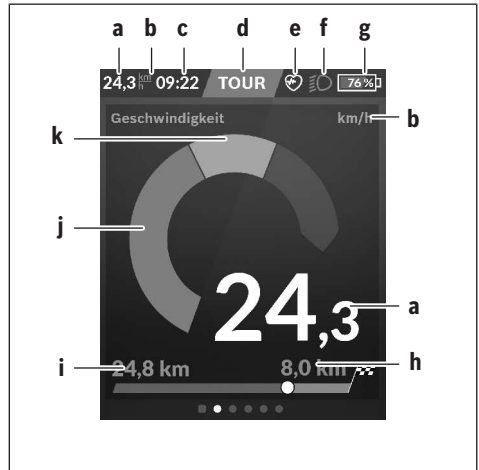 a b c d e f g
24,3 km/h 09:22 TOUR 76 %
Geschwindigkeit km/h b
k
j
24,3 a
i 24,8 km 8,0 km h